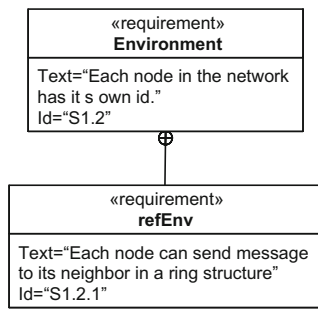 «requirement»
Environment
Text=“Each node in the network
has it s own id.”
Id=“S1.2”
«requirement»
refEnv
Text=“Each node can send message
to its neighbor in a ring structure”
Id=“S1.2.1”